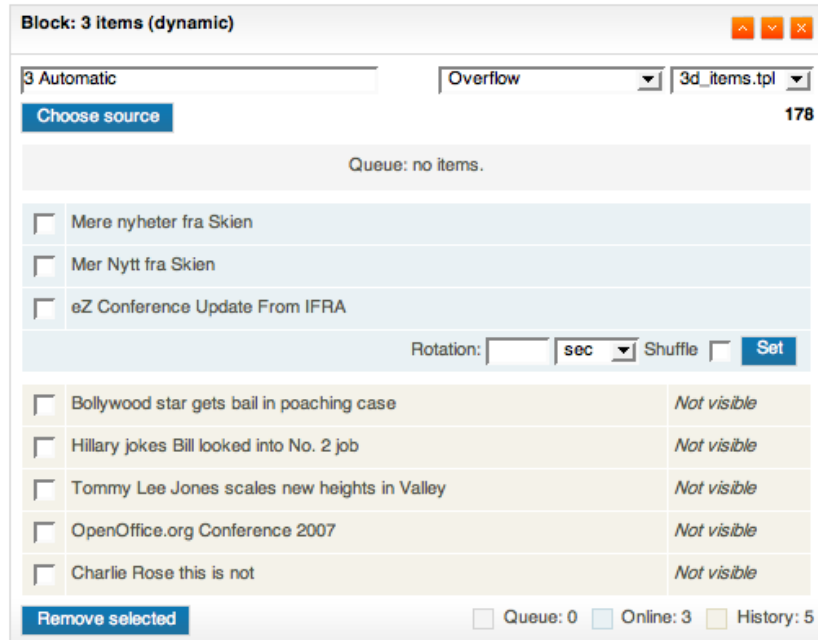 Block: 3 items (dynamic)
3 Automatic Overflow 3d_items.tpl
Choose source 178
Queue: no items.
Mere nyheter fra Skien
Mer Nytt fra Skien
eZ Conference Update From IFRA
Rotation: sec Shuffle Set
Bollywood star gets bail in poaching case Not visible
Hillary jokes Bill looked into No. 2 job Not visible
Tommy Lee Jones scales new heights in Valley Not visible
OpenOffice.org Conference 2007 Not visible
Charlie Rose this is not Not visible
Remove selected Queue: 0 Online: 3 History: 5